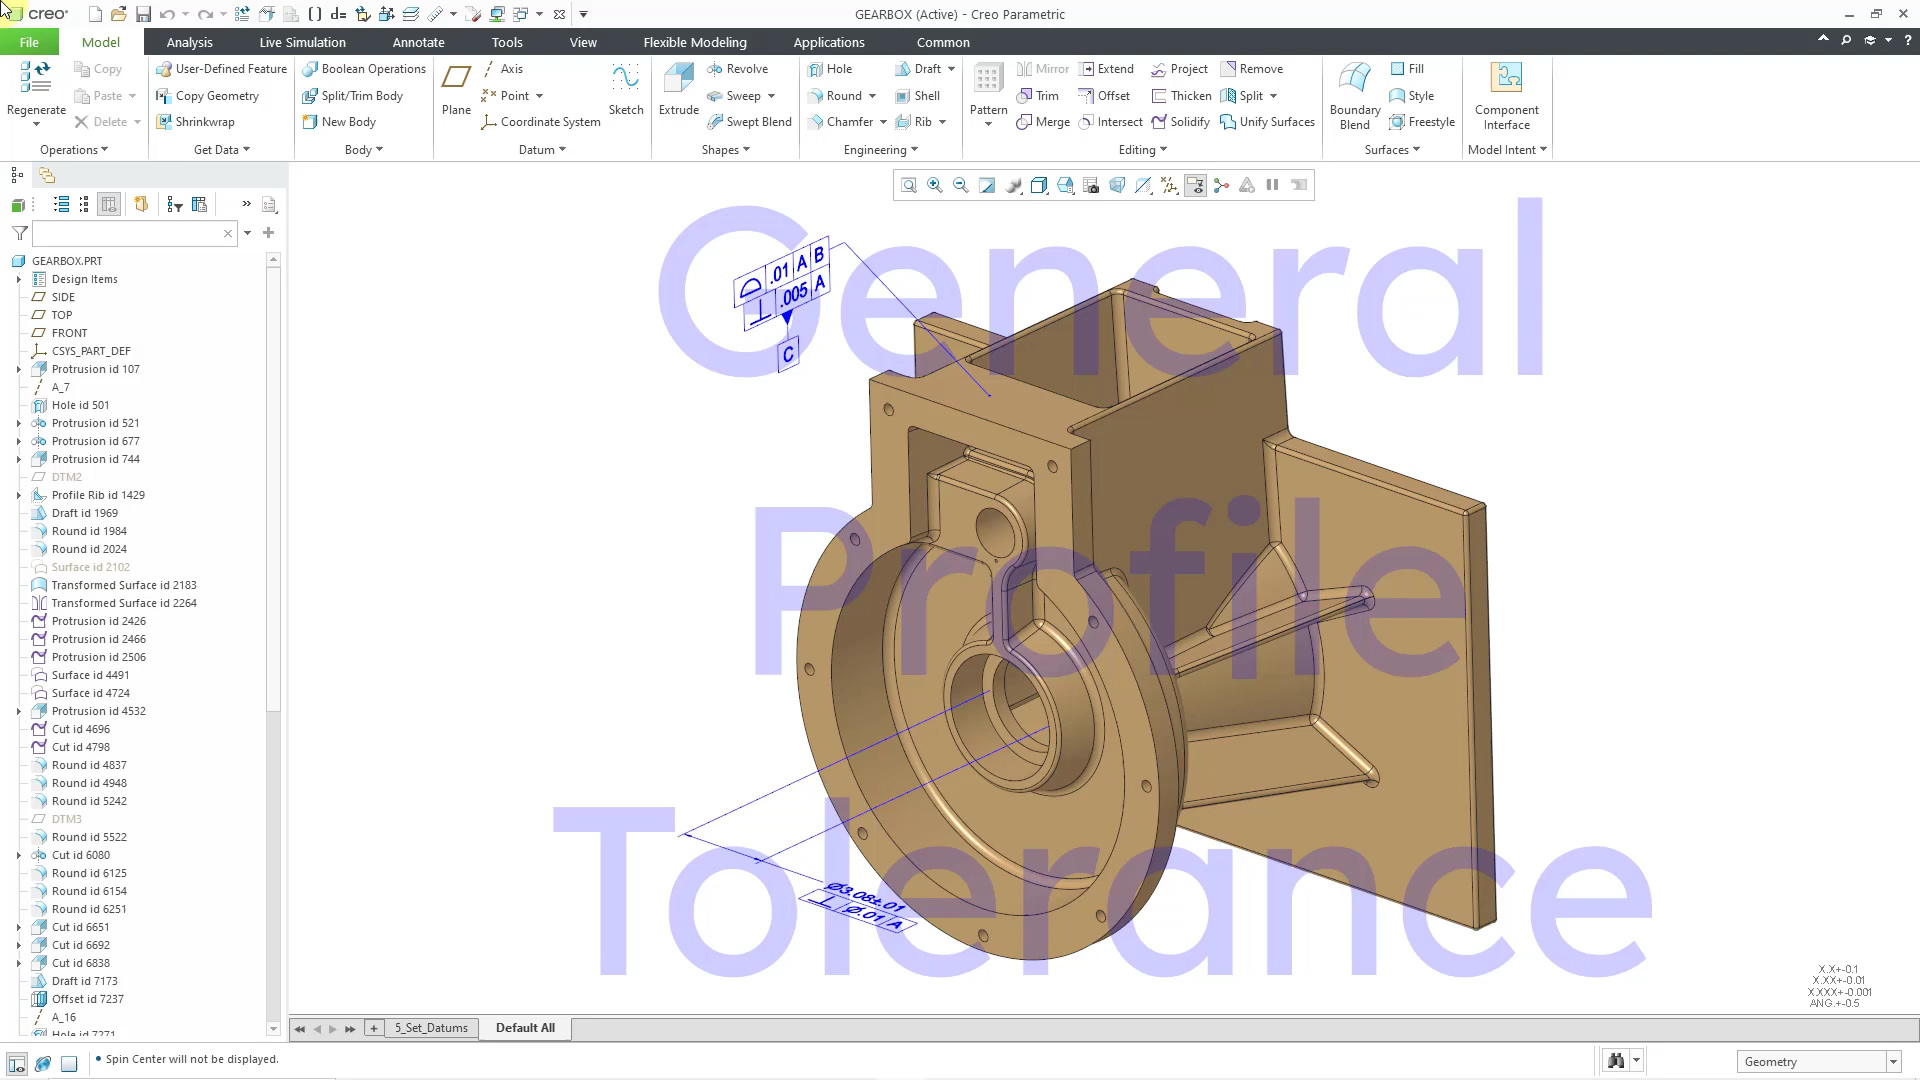 creo
GEARBOX (Active) - Creo Parametric
File
Model
Analysis
Live Simulation
Annotate
Tools
View
Flexible Modeling
Applications
Common
Regenerate
Copy
Paste
Delete
Operations
User-Defined Feature
Copy Geometry
Shrinkwrap
Get Data
Boolean Operations
Split/Trim Body
New Body
Body
Plane
Axis
Point
Coordinate System
Sketch
Datum
Extrude
Revolve
Sweep
Swept Blend
Shapes
Hole
Round
Chamfer
Draft
Shell
Rib
Engineering
Pattern
Mirror
Trim
Merge
Extend
Offset
Intersect
Project
Thicken
Solidify
Remove
Split
Unify Surfaces
Editing
Boundary
Blend
Fill
Style
Freestyle
Surfaces
Component
Interface
Model Intent
GEARBOX.PRT
Design Items
SIDE
TOP
FRONT
CSYS_PART_DEF
Protrusion id 107
A_7
Hole id 501
Protrusion id 521
Protrusion id 677
Protrusion id 744
DTM2
Profile Rib id 1429
Draft id 1969
Round id 1984
Round id 2024
Surface id 2102
Transformed Surface id 2183
Transformed Surface id 2264
Protrusion id 2426
Protrusion id 2466
Protrusion id 2506
Surface id 4491
Surface id 4724
Protrusion id 4532
Cut id 4696
Cut id 4798
Round id 4837
Round id 4948
Round id 5242
DTM3
Round id 5522
Cut id 6080
Round id 6125
Round id 6154
Round id 6251
Cut id 6651
Cut id 6692
Cut id 6838
Draft id 7173
Offset id 7237
A_16
Hole id 7271
General
Profile
Tolerance
.01 A B
.005 A
C
Ø3.08±.01
Ø.01 A
X.X+-0.1
X.XX+-0.01
X.XXX+-0.001
ANG.+-0.5
5_Set_Datums
Default All
Spin Center will not be displayed.
Geometry